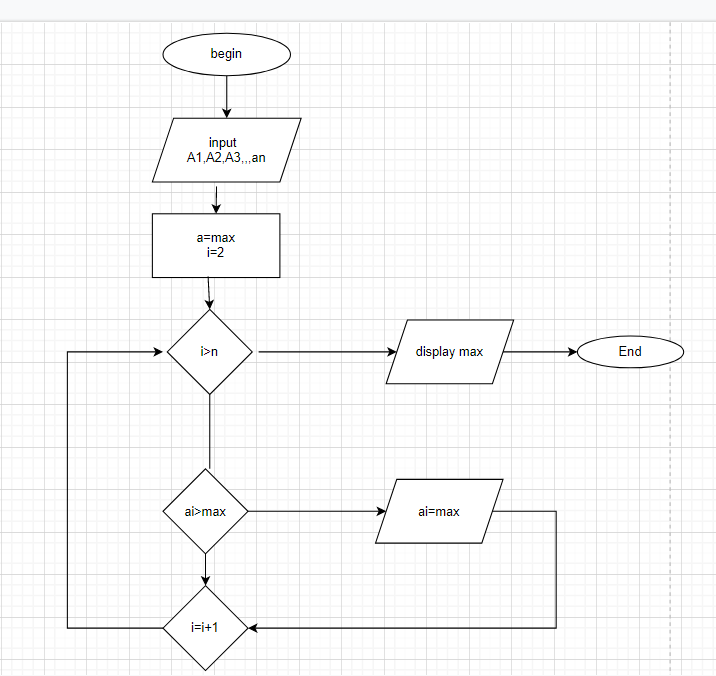 begin
input
A1,A2,A3,,,an
a=max
i=2
i>n
display max
End
ai>max
ai=max
i=i+1